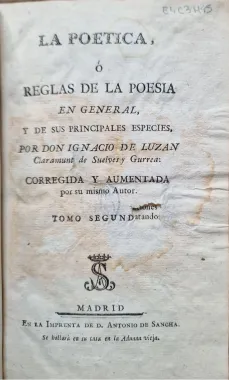 LA POETICA,
Ó
REGLAS DE LA POESIA
EN GENERAL,
Y DE SUS PRINCIPALES ESPECIES,
POR DON IGNACIO DE LUZAN
Caramunt de Suelves y Gurrea:
CORREGIDA Y AUMENTADA
por su mismo Autor.
TOMO SEGUND
MADRID
EN LA IMPRENTA DE D. ANTONIO DE SANCHA.
Se hallará en su casa en la Aduana vieja.